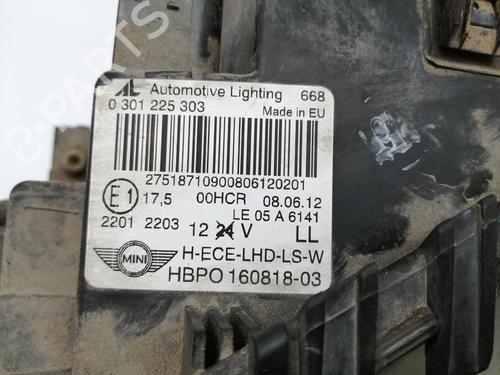 AL Automotive Lighting 668
0 301 225 303 Made in EU
27518710900806120201
E1 17,5 00HCR 08.06.12
LE 05 A 6141
2201 2203 12 24 V LL
MINI H-ECE-LHD-LS-W
HBPO 160818-03
B-PARTS